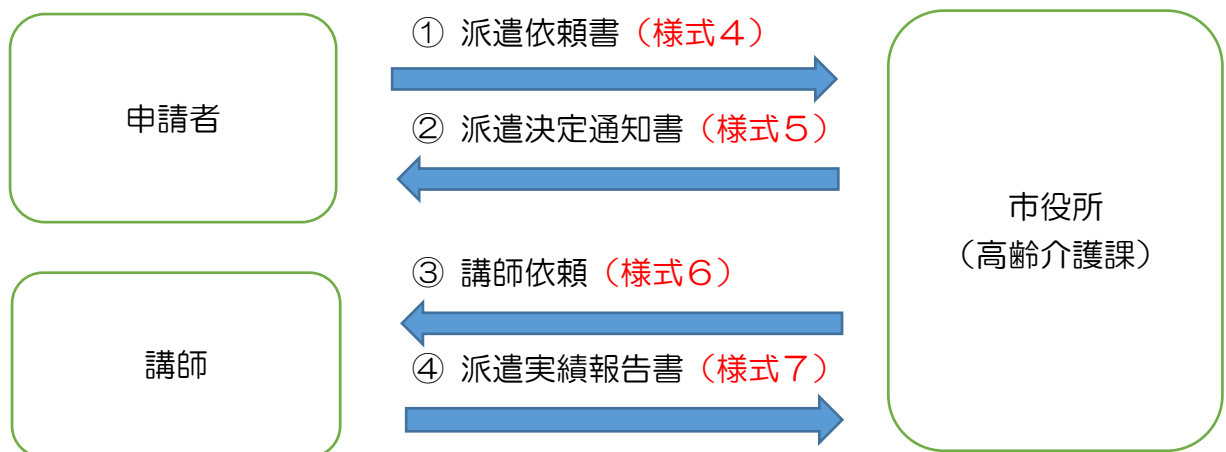 ① 派遣依頼書（様式４）
申請者
② 派遣決定通知書（様式５）
市役所
（高齢介護課）
③ 講師依頼（様式６）
講師
④ 派遣実績報告書（様式７）